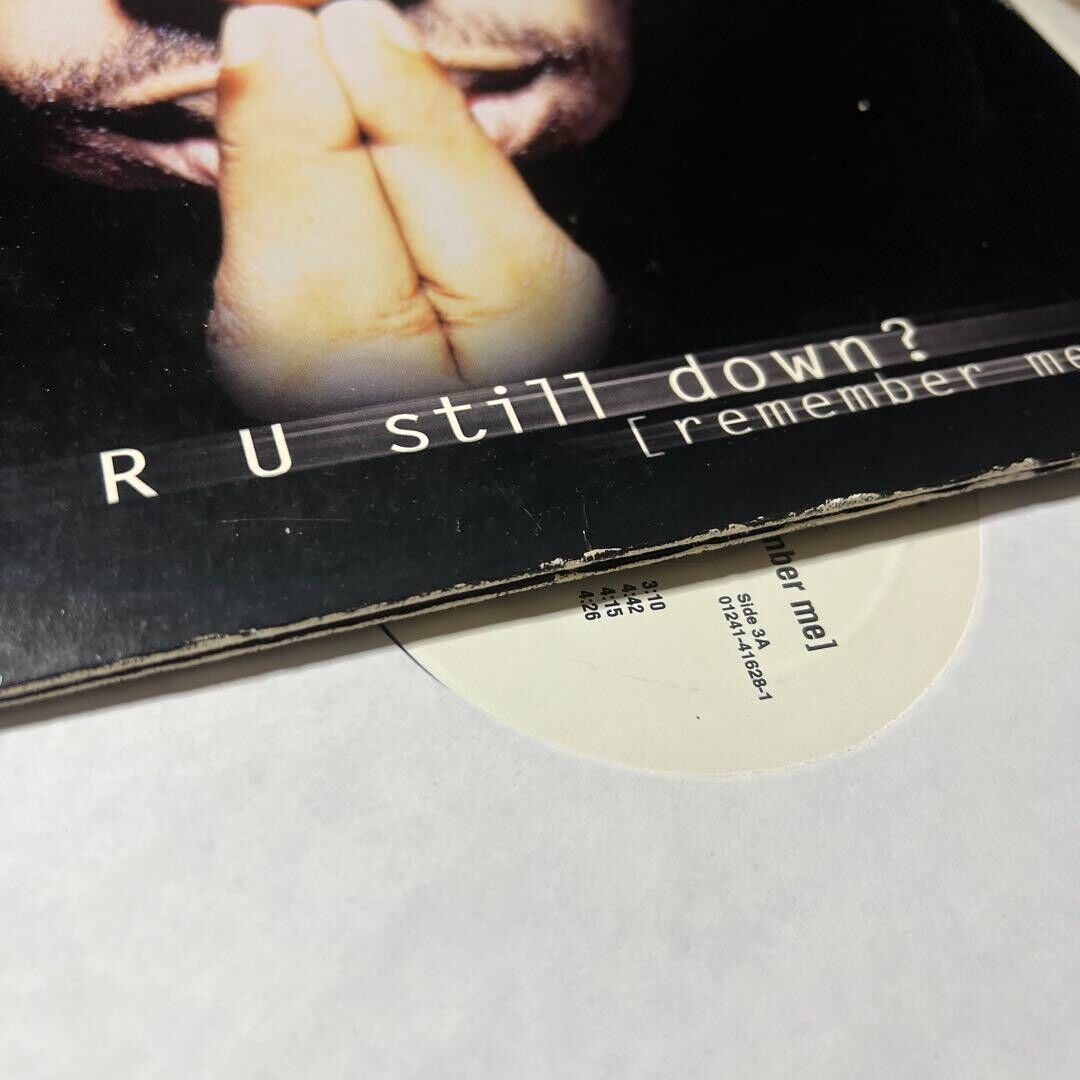 R U still down?
[remember me
mber me]
Side 3A
01241-41628-1
3:10
4:42
4:15
4:26